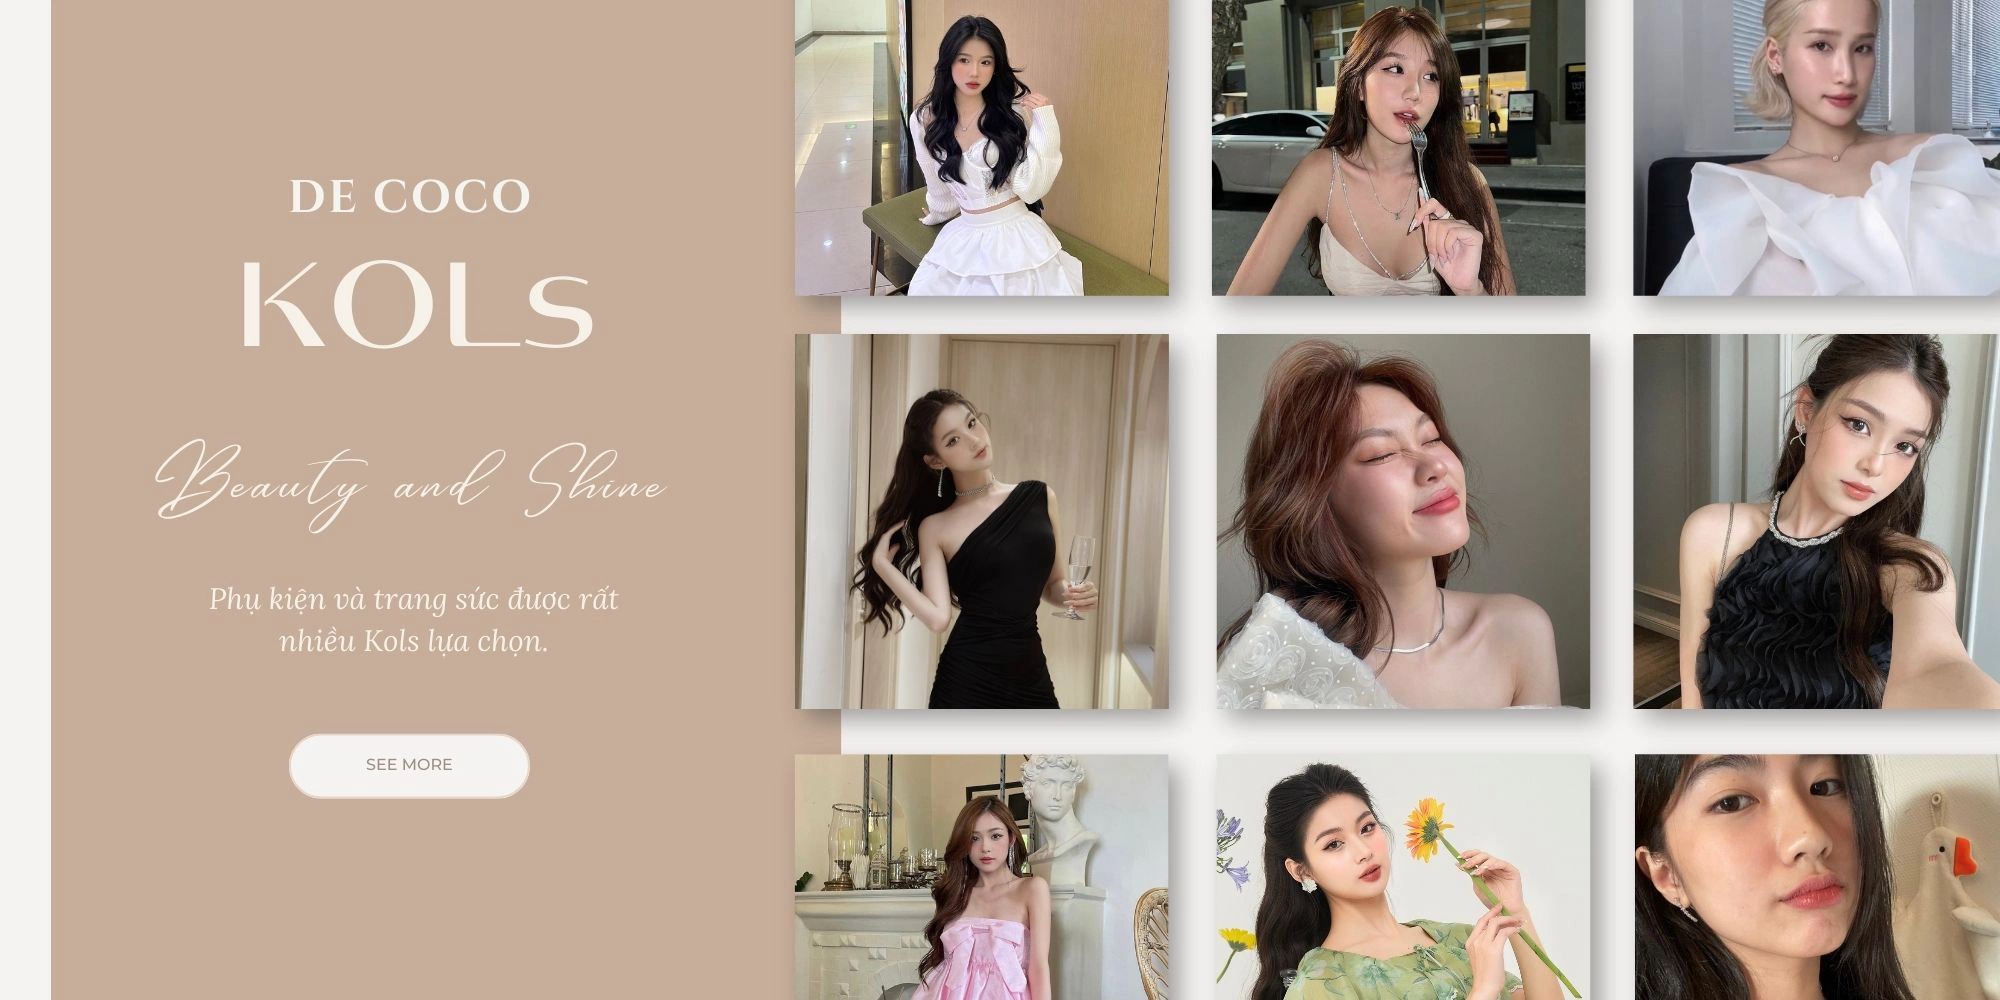 DE COCO
KOLs
Beauty and Shine
Phụ kiện và trang sức được rất
nhiều Kols lựa chọn.
SEE MORE